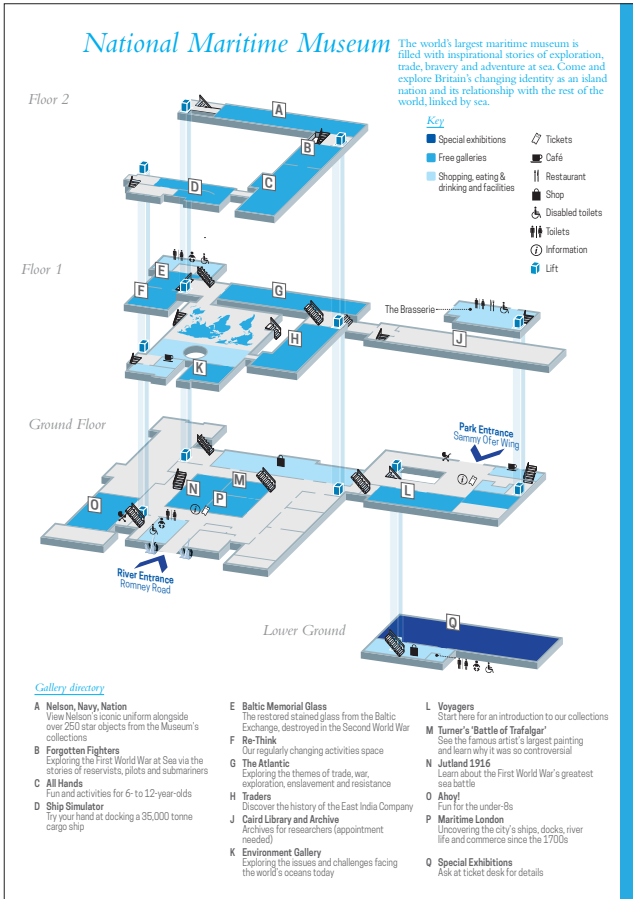 National Maritime Museum
The world's largest maritime museum is
filled with inspirational stories of exploration,
trade, bravery and adventure at sea. Come and
explore Britain's changing identity as an island
nation and its relationship with the rest of the
world, linked by sea.
Key
Special exhibitions
Free galleries
Shopping, eating &
drinking and facilities
Tickets
Café
Restaurant
Shop
Disabled toilets
Toilets
Information
Lift
Floor 2
A
B
C
D
Floor 1
E
F
G
H
The Brasserie
J
K
Ground Floor
Park Entrance
Sammy Ofer Wing
M
N
P
L
O
River Entrance
Romney Road
Lower Ground
Q
Gallery directory
A Nelson, Navy, Nation
View Nelson's iconic uniform alongside
over 250 star objects from the Museum's
collections
B Forgotten Fighters
Exploring the First World War at Sea via the
stories of reservists, pilots and submariners
C All Hands
Fun and activities for 6- to 12-year-olds
D Ship Simulator
Try your hand at docking a 35,000 tonne
cargo ship
E Baltic Memorial Glass
The restored stained glass from the Baltic
Exchange, destroyed in the Second World War
F Re-Think
Our regularly changing activities space
G The Atlantic
Exploring the themes of trade, war,
exploration, enslavement and resistance
H Traders
Discover the history of the East India Company
J Caird Library and Archive
Archives for researchers (appointment
needed)
K Environment Gallery
Exploring the issues and challenges facing
the world's oceans today
L Voyagers
Start here for an introduction to our collections
M Turner's 'Battle of Trafalgar'
See the famous artist's largest painting
and learn why it was so controversial
N Jutland 1916
Learn about the First World War's greatest
sea battle
O Ahoy!
Fun for the under-8s
P Maritime London
Uncovering the city's ships, docks, river
life and commerce since the 1700s
Q Special Exhibitions
Ask at ticket desk for details